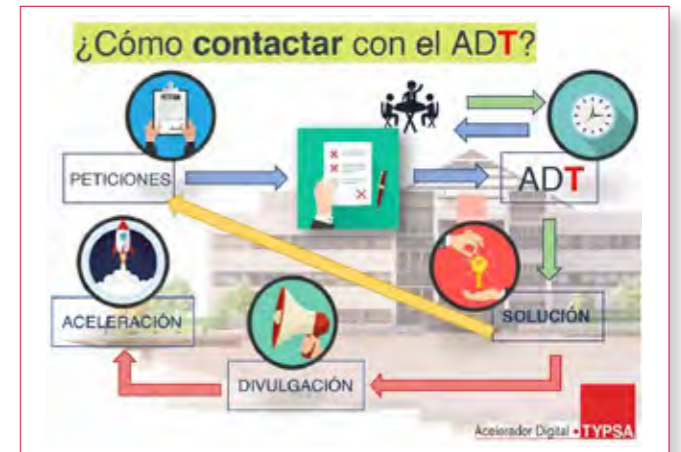 ¿Cómo contactar con el ADT?
PETICIONES
ADT
ACELERACIÓN
SOLUCIÓN
DIVULGACIÓN
Acelerador Digital TYPSA